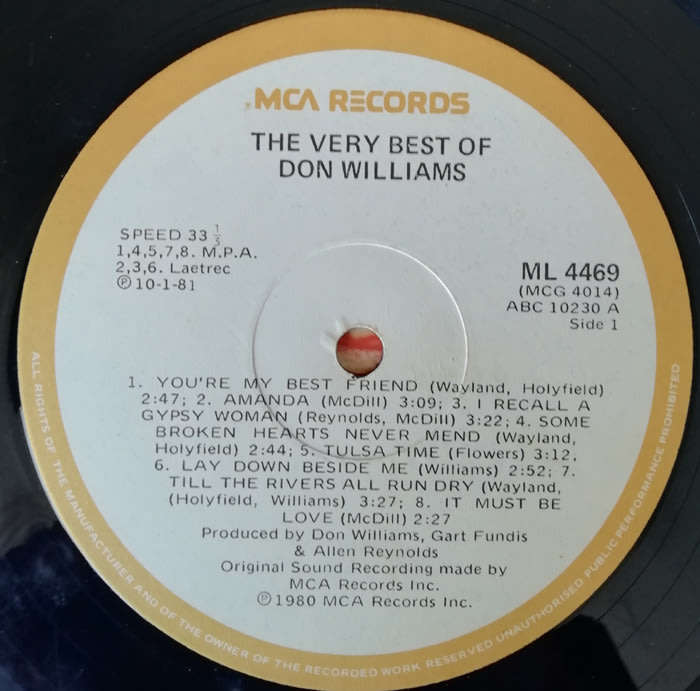 MCA RECORDS
THE VERY BEST OF
DON WILLIAMS
SPEED 33 1/3
1,4,5,7,8. M.P.A.
2,3,6. Laetrec
℗ 10-1-81
ML 4469
(MCG 4014)
ABC 10230 A
Side 1
1. YOU'RE MY BEST FRIEND (Wayland, Holyfield)
2:47; 2. AMANDA (McDill) 3:09; 3. I RECALL A
GYPSY WOMAN (Reynolds, McDill) 3:22; 4. SOME
BROKEN HEARTS NEVER MEND (Wayland,
Holyfield) 2:44; 5. TULSA TIME (Flowers) 3:12,
6. LAY DOWN BESIDE ME (Williams) 2:52; 7.
TILL THE RIVERS ALL RUN DRY (Wayland,
(Holyfield, Williams) 3:27; 8. IT MUST BE
LOVE (McDill) 2:27
Produced by Don Williams, Gart Fundis
& Allen Reynolds
Original Sound Recording made by
MCA Records Inc.
℗ 1980 MCA Records Inc.
ALL RIGHTS OF THE MANUFACTURER AND OF THE OWNER OF THE RECORDED WORK RESERVED UNAUTHORISED PUBLIC PERFORMANCE PROHIBITED